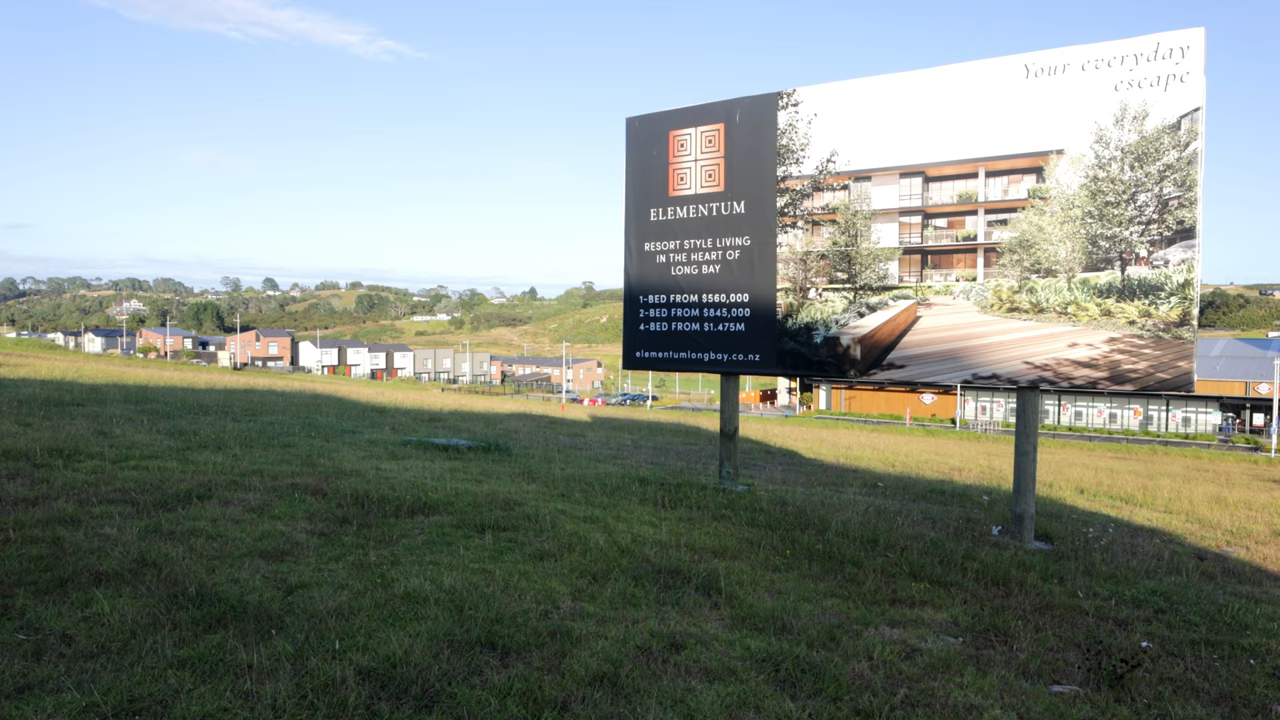 Your everyday
escape
ELEMENTUM
RESORT STYLE LIVING
IN THE HEART OF
LONG BAY
1-BED FROM $560,000
2-BED FROM $845,000
4-BED FROM $1.475M
elementumlongbay.co.nz